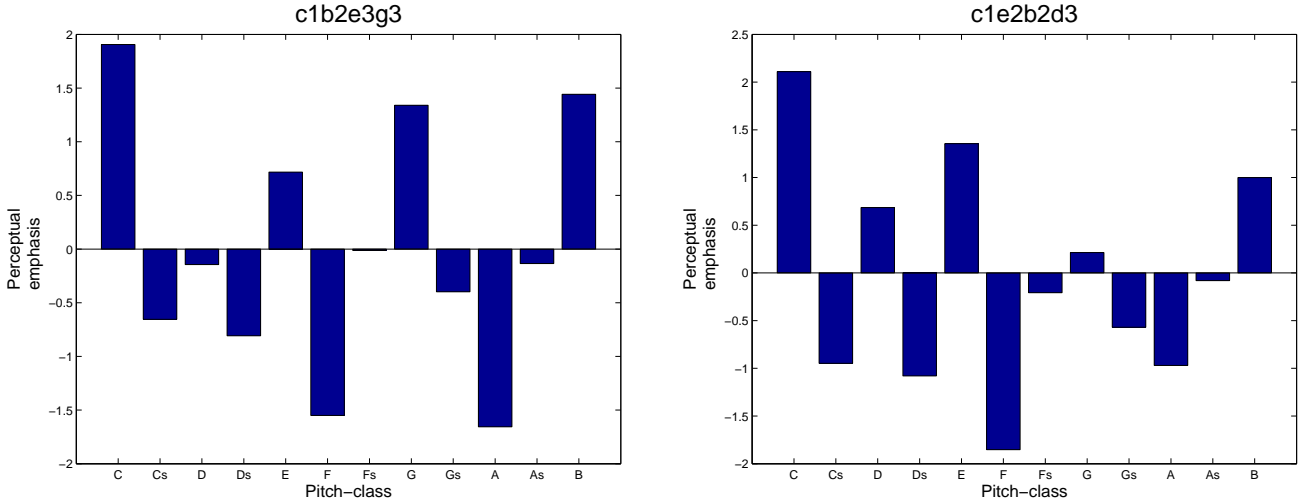 c1b2e3g3
2
1.5
1
0.5
0
−0.5
−1
−1.5
−2
Perceptual
emphasis
C Cs D Ds E F Fs G Gs A As B
Pitch−class
c1e2b2d3
2.5
2
1.5
1
0.5
0
−0.5
−1
−1.5
−2
Perceptual
emphasis
C Cs D Ds E F Fs G Gs A As B
Pitch−class